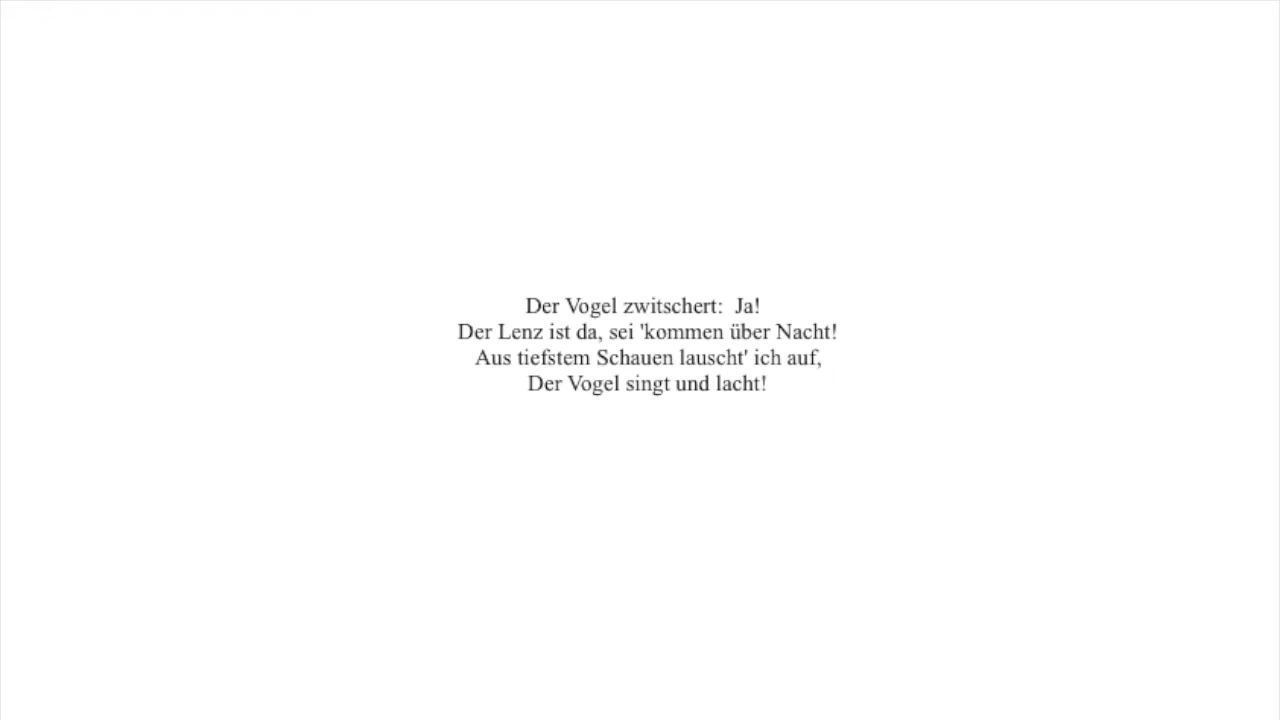 Der Vogel zwitschert:  Ja!
Der Lenz ist da, sei 'kommen über Nacht!
Aus tiefstem Schauen lauscht' ich auf,
Der Vogel singt und lacht!